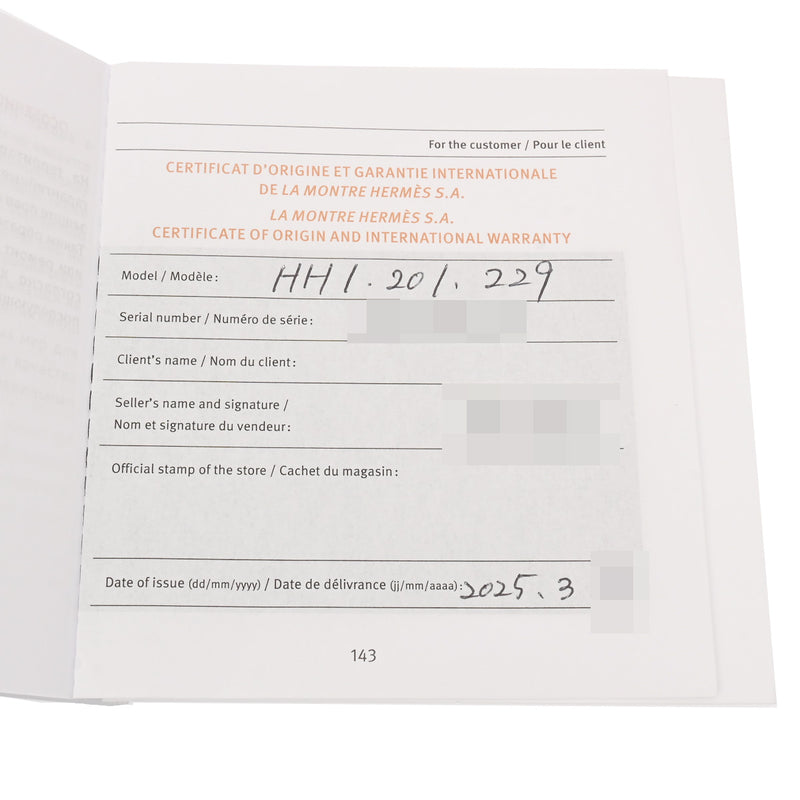 For the customer / Pour le client
CERTIFICAT D'ORIGINE ET GARANTIE INTERNATIONALE
DE LA MONTRE HERMÈS S.A.
LA MONTRE HERMÈS S.A.
CERTIFICATE OF ORIGIN AND INTERNATIONAL WARRANTY
Model / Modèle: HH1.201.229
Serial number / Numéro de série:
Client's name / Nom du client:
Seller's name and signature /
Nom et signature du vendeur:
Official stamp of the store / Cachet du magasin:
Date of issue (dd/mm/yyyy) / Date de délivrance (jj/mm/aaaa): 2025. 3
143